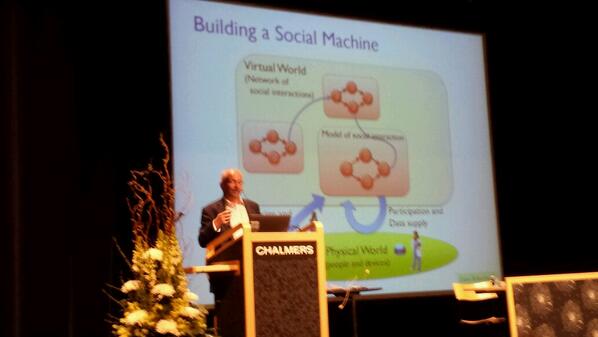 Building a Social Machine
Virtual World
(Network of
social interactions)
Model of social interaction
and
Participation and
Data supply
Physical World
(people and devices)
CHALMERS